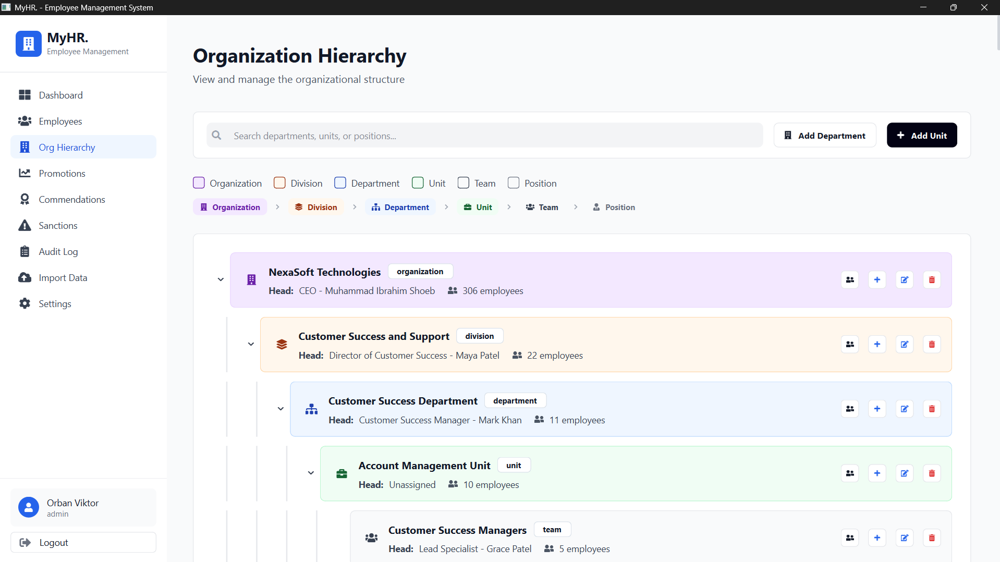 MyHR. - Employee Management System
MyHR.
Employee Management
Dashboard
Employees
Org Hierarchy
Promotions
Commendations
Sanctions
Audit Log
Import Data
Settings
Orban Viktor
admin
Logout
Organization Hierarchy
View and manage the organizational structure
Search departments, units, or positions...
Add Department
Add Unit
Organization Division Department Unit Team Position
Organization > Division > Department > Unit > Team > Position
NexaSoft Technologies organization
Head: CEO - Muhammad Ibrahim Shoeb 306 employees
Customer Success and Support division
Head: Director of Customer Success - Maya Patel 22 employees
Customer Success Department department
Head: Customer Success Manager - Mark Khan 11 employees
Account Management Unit unit
Head: Unassigned 10 employees
Customer Success Managers team
Head: Lead Specialist - Grace Patel 5 employees